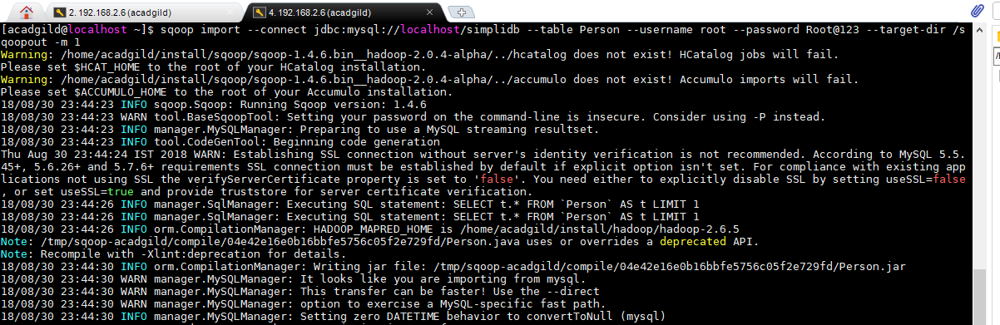 2. 192.168.2.6 (acadgild)
4. 192.168.2.6 (acadgild)
[acadgild@localhost ~]$ sqoop import --connect jdbc:mysql://localhost/simplidb --table Person --username root --password Root@123 --target-dir /s
qoopout -m 1
Warning: /home/acadgild/install/sqoop/sqoop-1.4.6.bin__hadoop-2.0.4-alpha/../hcatalog does not exist! HCatalog jobs will fail.
Please set $HCAT_HOME to the root of your HCatalog installation.
Warning: /home/acadgild/install/sqoop/sqoop-1.4.6.bin__hadoop-2.0.4-alpha/../accumulo does not exist! Accumulo imports will fail.
Please set $ACCUMULO_HOME to the root of your Accumulo installation.
18/08/30 23:44:23 INFO sqoop.Sqoop: Running Sqoop version: 1.4.6
18/08/30 23:44:23 WARN tool.BaseSqoopTool: Setting your password on the command-line is insecure. Consider using -P instead.
18/08/30 23:44:23 INFO manager.MySQLManager: Preparing to use a MySQL streaming resultset.
18/08/30 23:44:23 INFO tool.CodeGenTool: Beginning code generation
Thu Aug 30 23:44:24 IST 2018 WARN: Establishing SSL connection without server's identity verification is not recommended. According to MySQL 5.5.
45+, 5.6.26+ and 5.7.6+ requirements SSL connection must be established by default if explicit option isn't set. For compliance with existing app
lications not using SSL the verifyServerCertificate property is set to 'false'. You need either to explicitly disable SSL by setting useSSL=false
, or set useSSL=true and provide truststore for server certificate verification.
18/08/30 23:44:26 INFO manager.SqlManager: Executing SQL statement: SELECT t.* FROM `Person` AS t LIMIT 1
18/08/30 23:44:26 INFO manager.SqlManager: Executing SQL statement: SELECT t.* FROM `Person` AS t LIMIT 1
18/08/30 23:44:26 INFO orm.CompilationManager: HADOOP_MAPRED_HOME is /home/acadgild/install/hadoop/hadoop-2.6.5
Note: /tmp/sqoop-acadgild/compile/04e42e16e0b16bbfe5756c05f2e729fd/Person.java uses or overrides a deprecated API.
Note: Recompile with -Xlint:deprecation for details.
18/08/30 23:44:30 INFO orm.CompilationManager: Writing jar file: /tmp/sqoop-acadgild/compile/04e42e16e0b16bbfe5756c05f2e729fd/Person.jar
18/08/30 23:44:30 WARN manager.MySQLManager: It looks like you are importing from mysql.
18/08/30 23:44:30 WARN manager.MySQLManager: This transfer can be faster! Use the --direct
18/08/30 23:44:30 WARN manager.MySQLManager: option to exercise a MySQL-specific fast path.
18/08/30 23:44:30 INFO manager.MySQLManager: Setting zero DATETIME behavior to convertToNull (mysql)